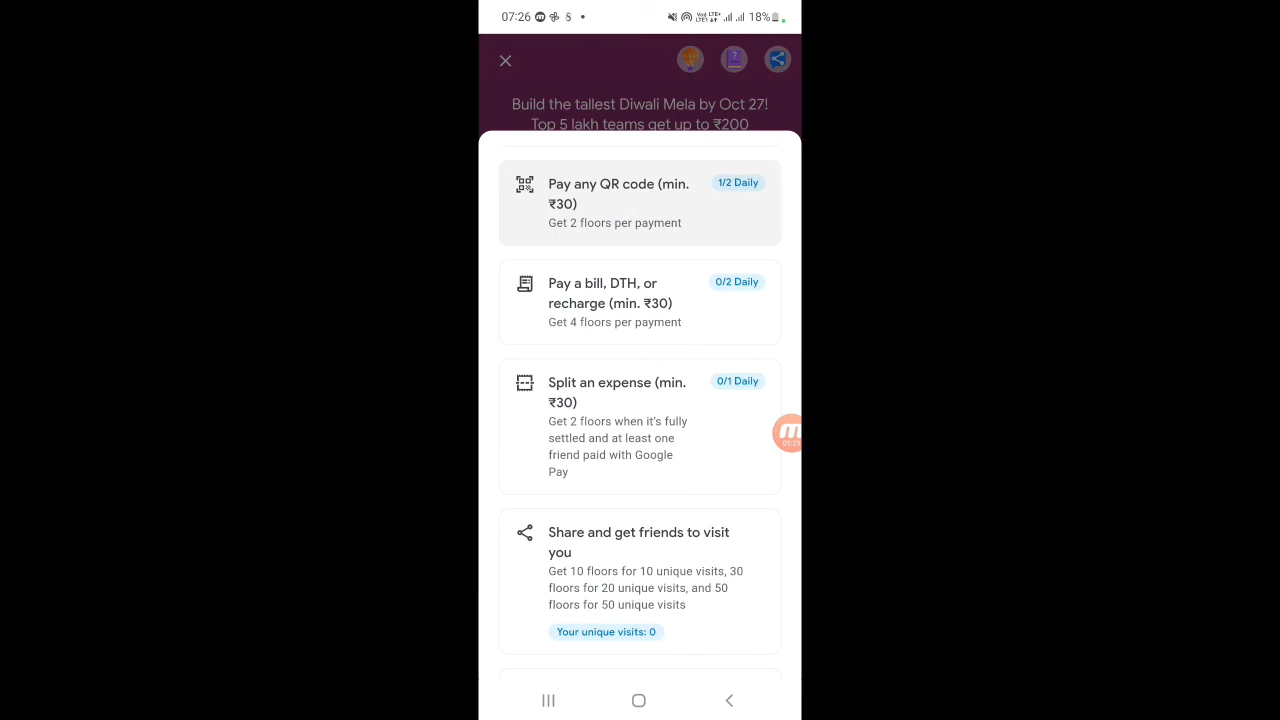 07:26
18%
Build the tallest Diwali Mela by Oct 27!
Top 5 lakh teams get up to ₹200
Pay any QR code (min.
₹30)
1/2 Daily
Get 2 floors per payment
Pay a bill, DTH, or
recharge (min. ₹30)
0/2 Daily
Get 4 floors per payment
Split an expense (min.
₹30)
0/1 Daily
Get 2 floors when it's fully
settled and at least one
friend paid with Google
Pay
Share and get friends to visit
you
Get 10 floors for 10 unique visits, 30
floors for 20 unique visits, and 50
floors for 50 unique visits
Your unique visits: 0